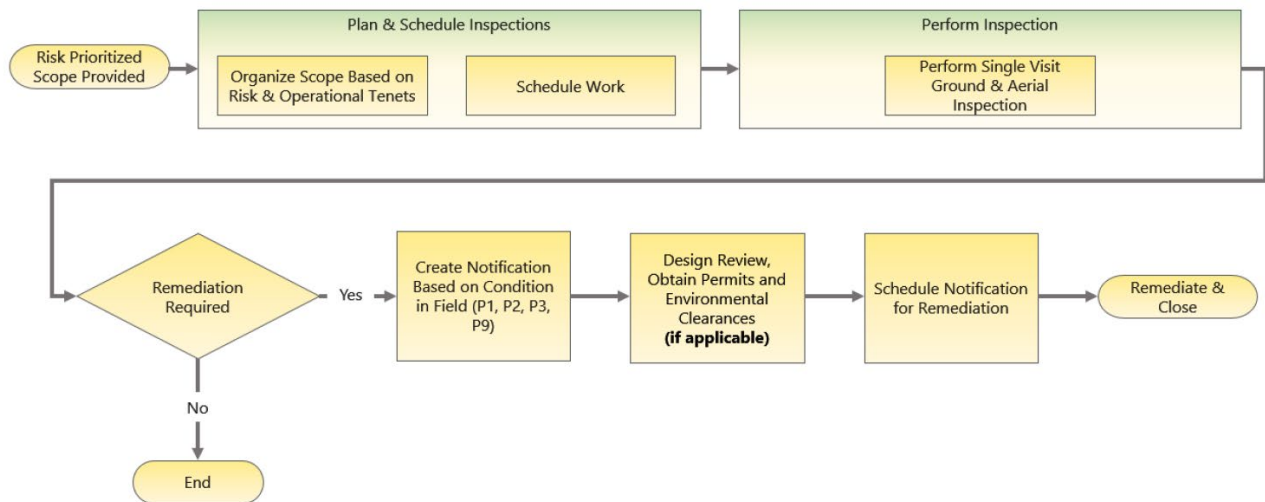 Plan & Schedule Inspections
Perform Inspection
Risk Prioritized
Scope Provided
Organize Scope Based on
Risk & Operational Tenets
Schedule Work
Perform Single Visit
Ground & Aerial
Inspection
Remediation
Required
Yes
Create Notification
Based on Condition
in Field (P1, P2, P3,
P9)
Design Review,
Obtain Permits and
Environmental
Clearances
(if applicable)
Schedule Notification
for Remediation
Remediate &
Close
No
End